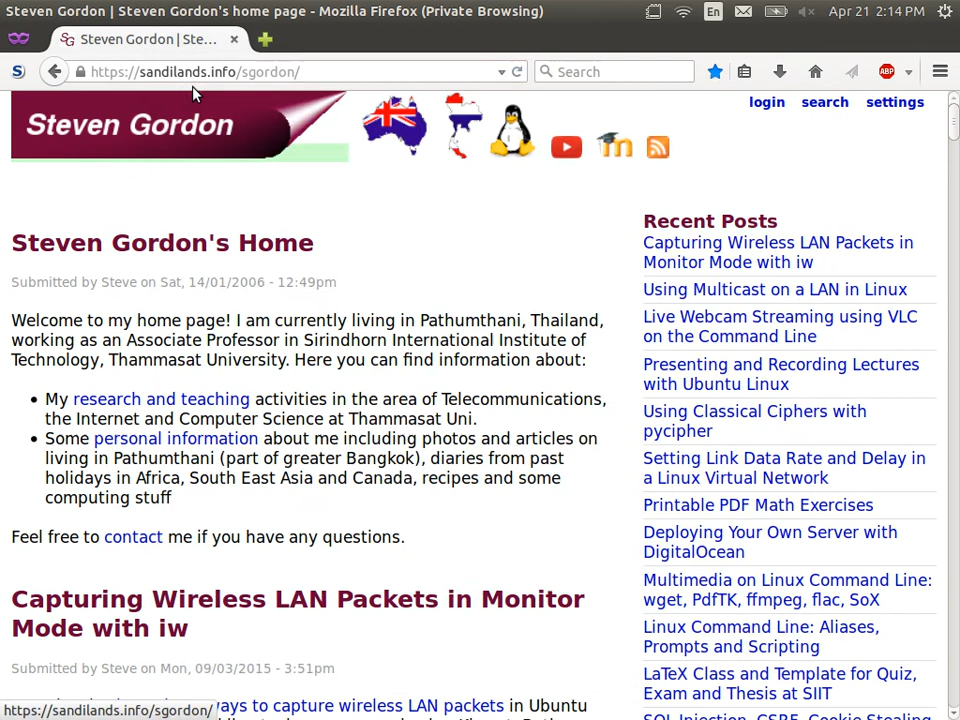 Steven Gordon | Steven Gordon's home page - Mozilla Firefox (Private Browsing)
En
Apr 21 2:14 PM
SG Steven Gordon | Ste...
S
https://sandilands.info/sgordon/
Search
ABP
Steven Gordon
login search settings
Steven Gordon's Home
Submitted by Steve on Sat, 14/01/2006 - 12:49pm
Welcome to my home page! I am currently living in Pathumthani, Thailand,
working as an Associate Professor in Sirindhorn International Institute of
Technology, Thammasat University. Here you can find information about:
My research and teaching activities in the area of Telecommunications,
the Internet and Computer Science at Thammasat Uni.
Some personal information about me including photos and articles on
living in Pathumthani (part of greater Bangkok), diaries from past
holidays in Africa, South East Asia and Canada, recipes and some
computing stuff
Feel free to contact me if you have any questions.
Capturing Wireless LAN Packets in Monitor
Mode with iw
Submitted by Steve on Mon, 09/03/2015 - 3:51pm
ways to capture wireless LAN packets in Ubuntu
https://sandilands.info/sgordon/
Recent Posts
Capturing Wireless LAN Packets in
Monitor Mode with iw
Using Multicast on a LAN in Linux
Live Webcam Streaming using VLC
on the Command Line
Presenting and Recording Lectures
with Ubuntu Linux
Using Classical Ciphers with
pycipher
Setting Link Data Rate and Delay in
a Linux Virtual Network
Printable PDF Math Exercises
Deploying Your Own Server with
DigitalOcean
Multimedia on Linux Command Line:
wget, PdfTK, ffmpeg, flac, SoX
Linux Command Line: Aliases,
Prompts and Scripting
LaTeX Class and Template for Quiz,
Exam and Thesis at SIIT
SQL Injection, CSRF, Cookie Stealing